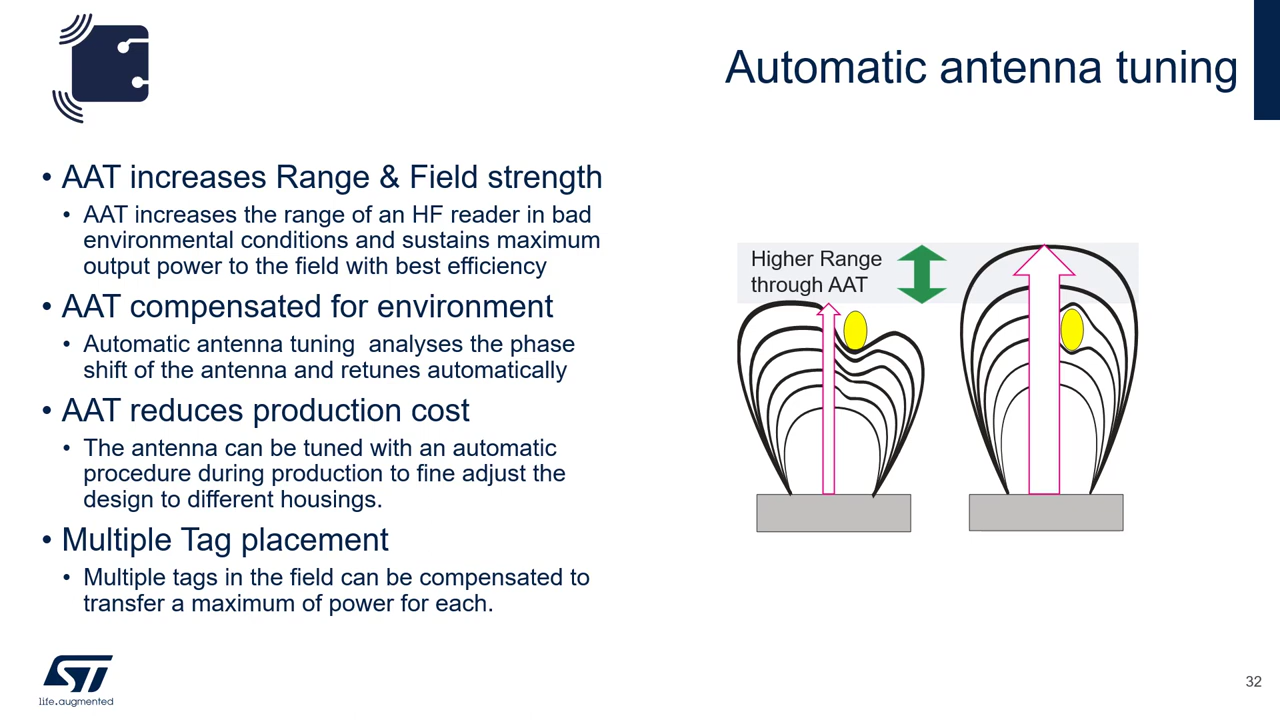 Automatic antenna tuning
• AAT increases Range & Field strength
• AAT increases the range of an HF reader in bad
environmental conditions and sustains maximum
output power to the field with best efficiency
• AAT compensated for environment
• Automatic antenna tuning analyses the phase
shift of the antenna and retunes automatically
• AAT reduces production cost
• The antenna can be tuned with an automatic
procedure during production to fine adjust the
design to different housings.
• Multiple Tag placement
• Multiple tags in the field can be compensated to
transfer a maximum of power for each.
Higher Range
through AAT
ST
life.augmented
32